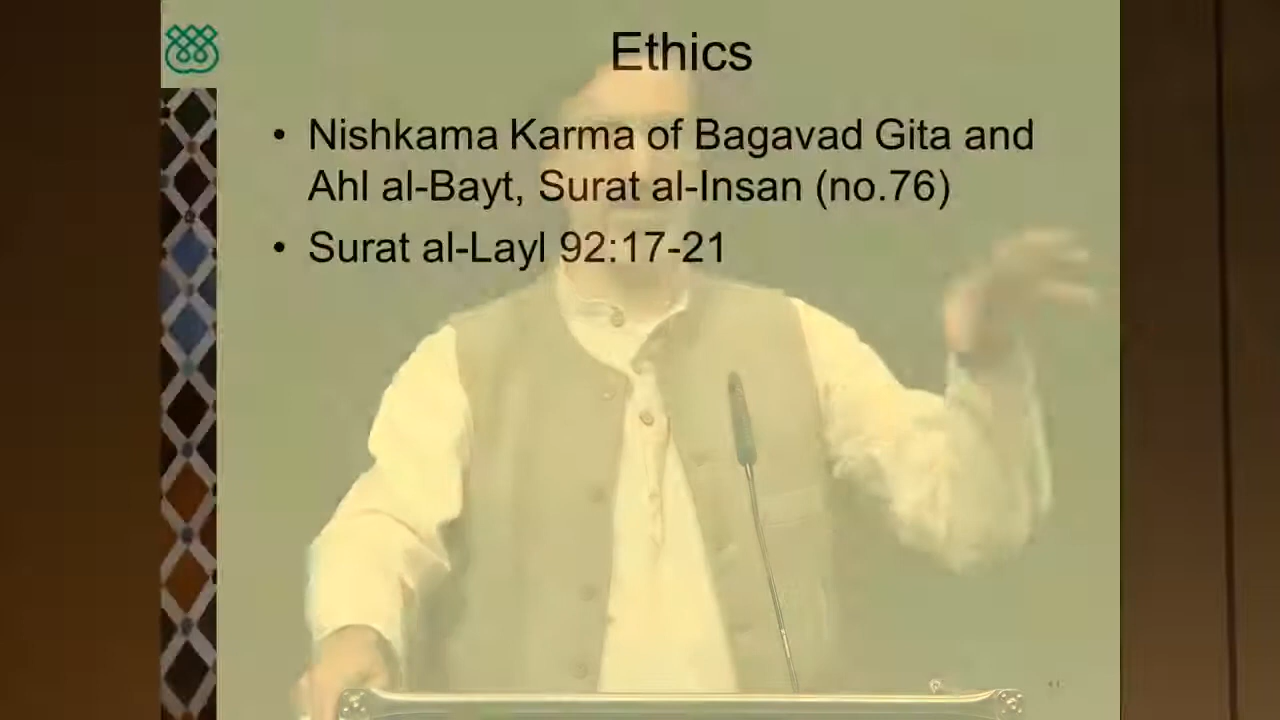 Ethics
• Nishkama Karma of Bagavad Gita and
Ahl al-Bayt, Surat al-Insan (no.76)
• Surat al-Layl 92:17-21